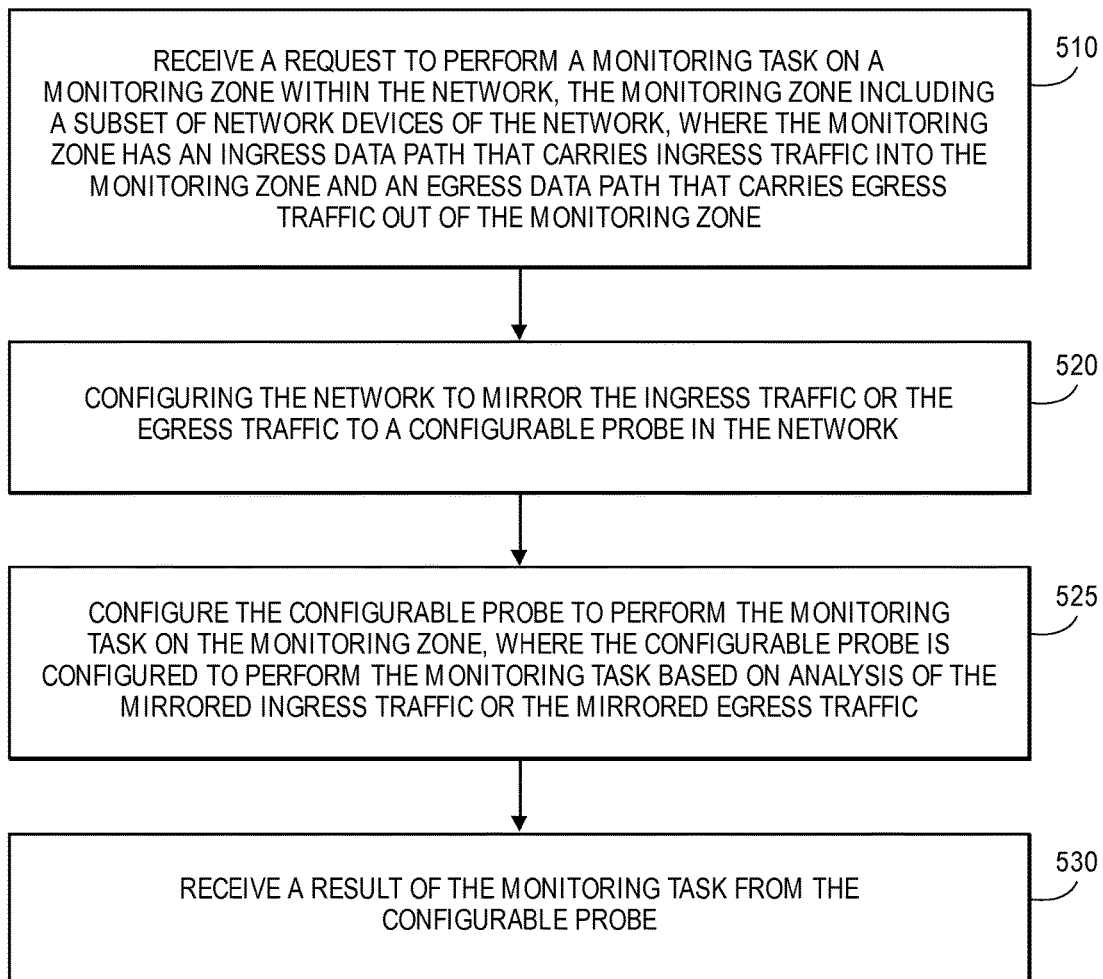 RECEIVE A REQUEST TO PERFORM A MONITORING TASK ON A
MONITORING ZONE WITHIN THE NETWORK, THE MONITORING ZONE INCLUDING
A SUBSET OF NETWORK DEVICES OF THE NETWORK, WHERE THE MONITORING
ZONE HAS AN INGRESS DATA PATH THAT CARRIES INGRESS TRAFFIC INTO THE
MONITORING ZONE AND AN EGRESS DATA PATH THAT CARRIES EGRESS
TRAFFIC OUT OF THE MONITORING ZONE
510
CONFIGURING THE NETWORK TO MIRROR THE INGRESS TRAFFIC OR THE
EGRESS TRAFFIC TO A CONFIGURABLE PROBE IN THE NETWORK
520
CONFIGURE THE CONFIGURABLE PROBE TO PERFORM THE MONITORING
TASK ON THE MONITORING ZONE, WHERE THE CONFIGURABLE PROBE IS
CONFIGURED TO PERFORM THE MONITORING TASK BASED ON ANALYSIS OF THE
MIRRORED INGRESS TRAFFIC OR THE MIRRORED EGRESS TRAFFIC
525
RECEIVE A RESULT OF THE MONITORING TASK FROM THE
CONFIGURABLE PROBE
530